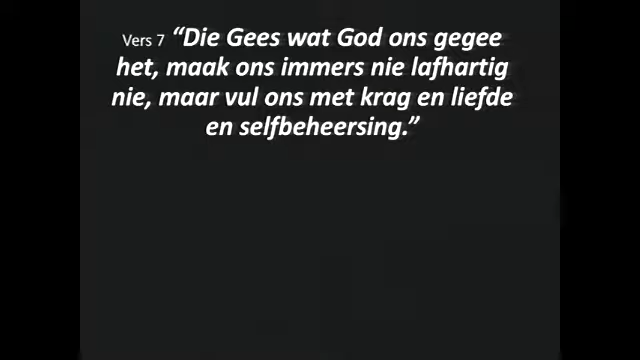 Vers 7 “Die Gees wat God ons gegee
het, maak ons immers nie lafhartig
nie, maar vul ons met krag en liefde
en selfbeheersing.”